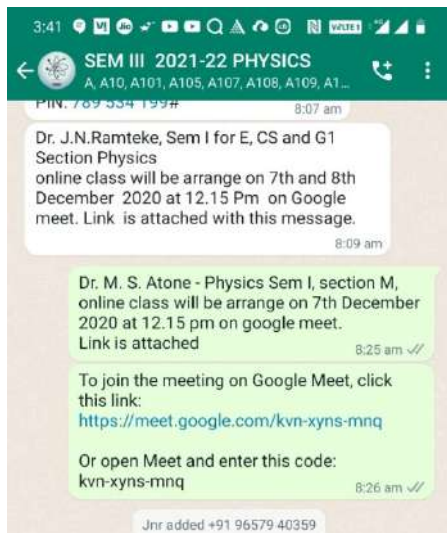 3:41
SEM III 2021-22 PHYSICS
A, A10, A101, A105, A107, A108, A109, A1...
PIN: 789 534 199#
8:07 am
Dr. J.N.Ramteke, Sem I for E, CS and G1
Section Physics
online class will be arrange on 7th and 8th
December 2020 at 12.15 Pm on Google
meet. Link is attached with this message.
8:09 am
Dr. M. S. Atone - Physics Sem I, section M,
online class will be arrange on 7th December
2020 at 12.15 pm on google meet.
Link is attached
8:25 am
To join the meeting on Google Meet, click
this link:
https://meet.google.com/kvn-xyns-mnq
Or open Meet and enter this code:
kvn-xyns-mnq
8:26 am
Jnr added +91 96579 40359